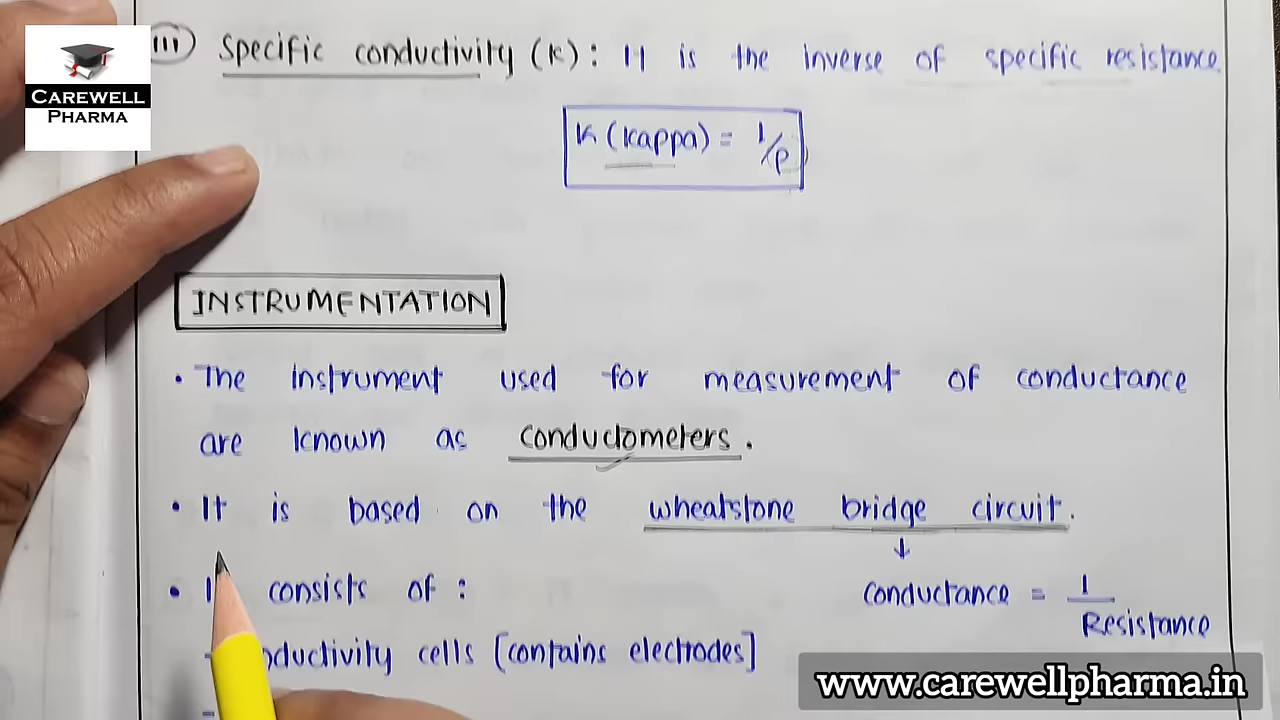 CAREWELL
PHARMA
iii) Specific conductivity (k): It is the inverse of specific resistance
K (Kappa) = 1/ρ
INSTRUMENTATION
• The instrument used for measurement of conductance
are known as conductometers.
• It is based on the wheatstone bridge circuit.
↓
• consists of :
conductance = 1
Resistance
cells [contains electrodes]
www.carewellpharma.in